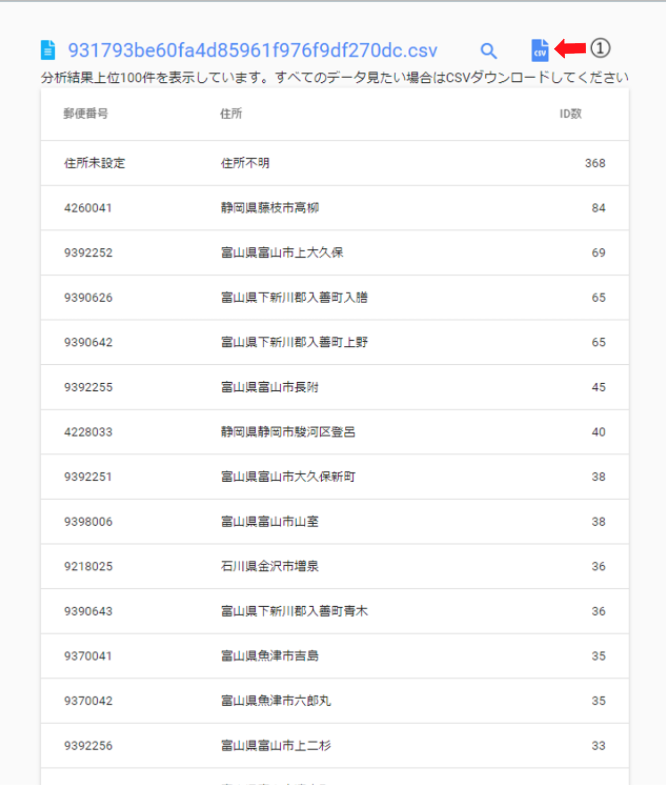 931793be60fa4d85961f976f9df270dc.csv CSV ①
分析結果上位100件を表示しています。すべてのデータ見たい場合はCSVダウンロードしてください
郵便番号 住所 ID数
住所未設定 住所不明 368
4260041 静岡県藤枝市高柳 84
9392252 富山県富山市上大久保 69
9390626 富山県下新川郡入善町入膳 65
9390642 富山県下新川郡入善町上野 65
9392255 富山県富山市長附 45
4228033 静岡県静岡市駿河区登呂 40
9392251 富山県富山市大久保新町 38
9398006 富山県富山市山室 38
9218025 石川県金沢市増泉 36
9390643 富山県下新川郡入善町青木 36
9370041 富山県魚津市吉島 35
9370042 富山県魚津市六郎丸 35
9392256 富山県富山市上二杉 33